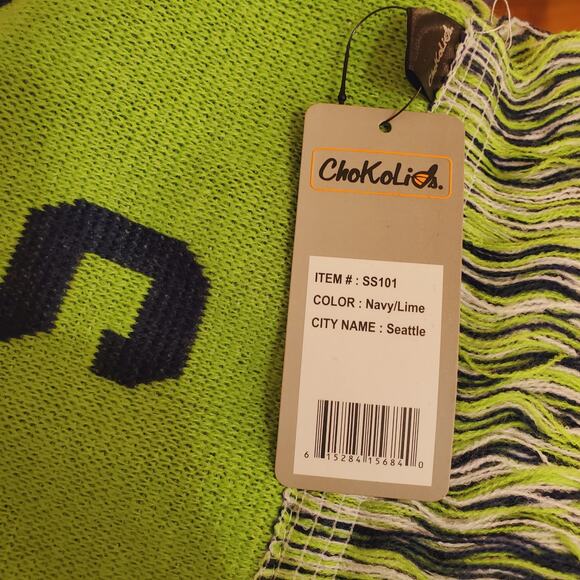 ChoKoLids.
ITEM # : SS101
COLOR : Navy/Lime
CITY NAME : Seattle
6 15284 15684 0